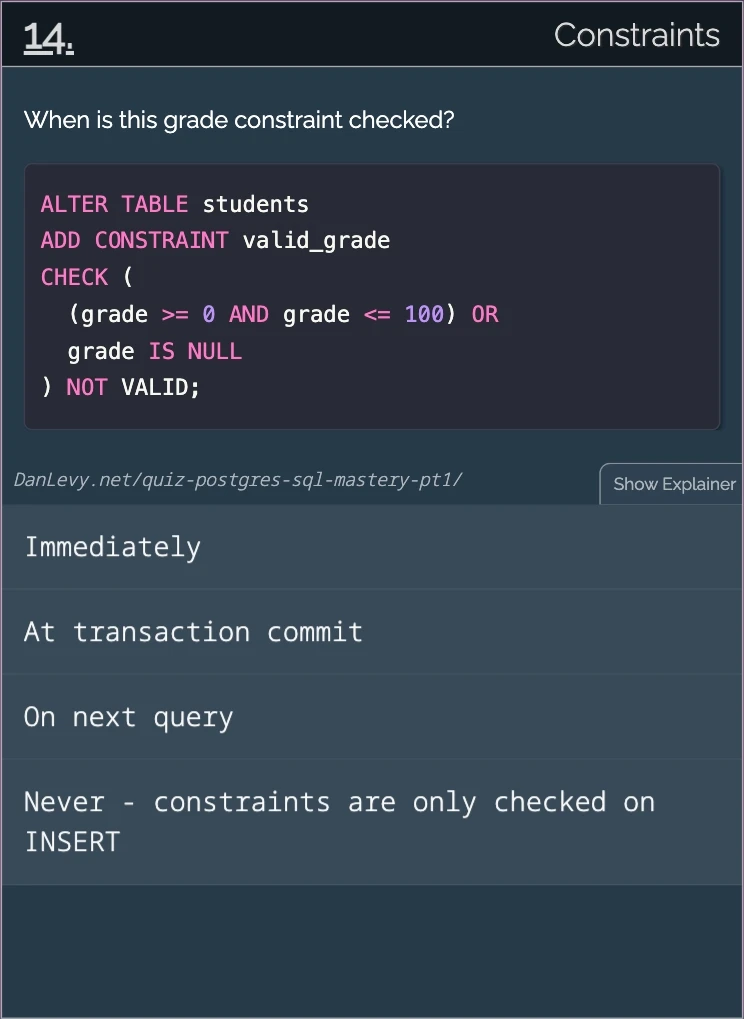 14.
Constraints
When is this grade constraint checked?
ALTER TABLE students
ADD CONSTRAINT valid_grade
CHECK (
(grade >= 0 AND grade <= 100) OR
grade IS NULL
) NOT VALID;
DanLevy.net/quiz-postgres-sql-mastery-pt1/
Show Explainer
Immediately
At transaction commit
On next query
Never - constraints are only checked on
INSERT